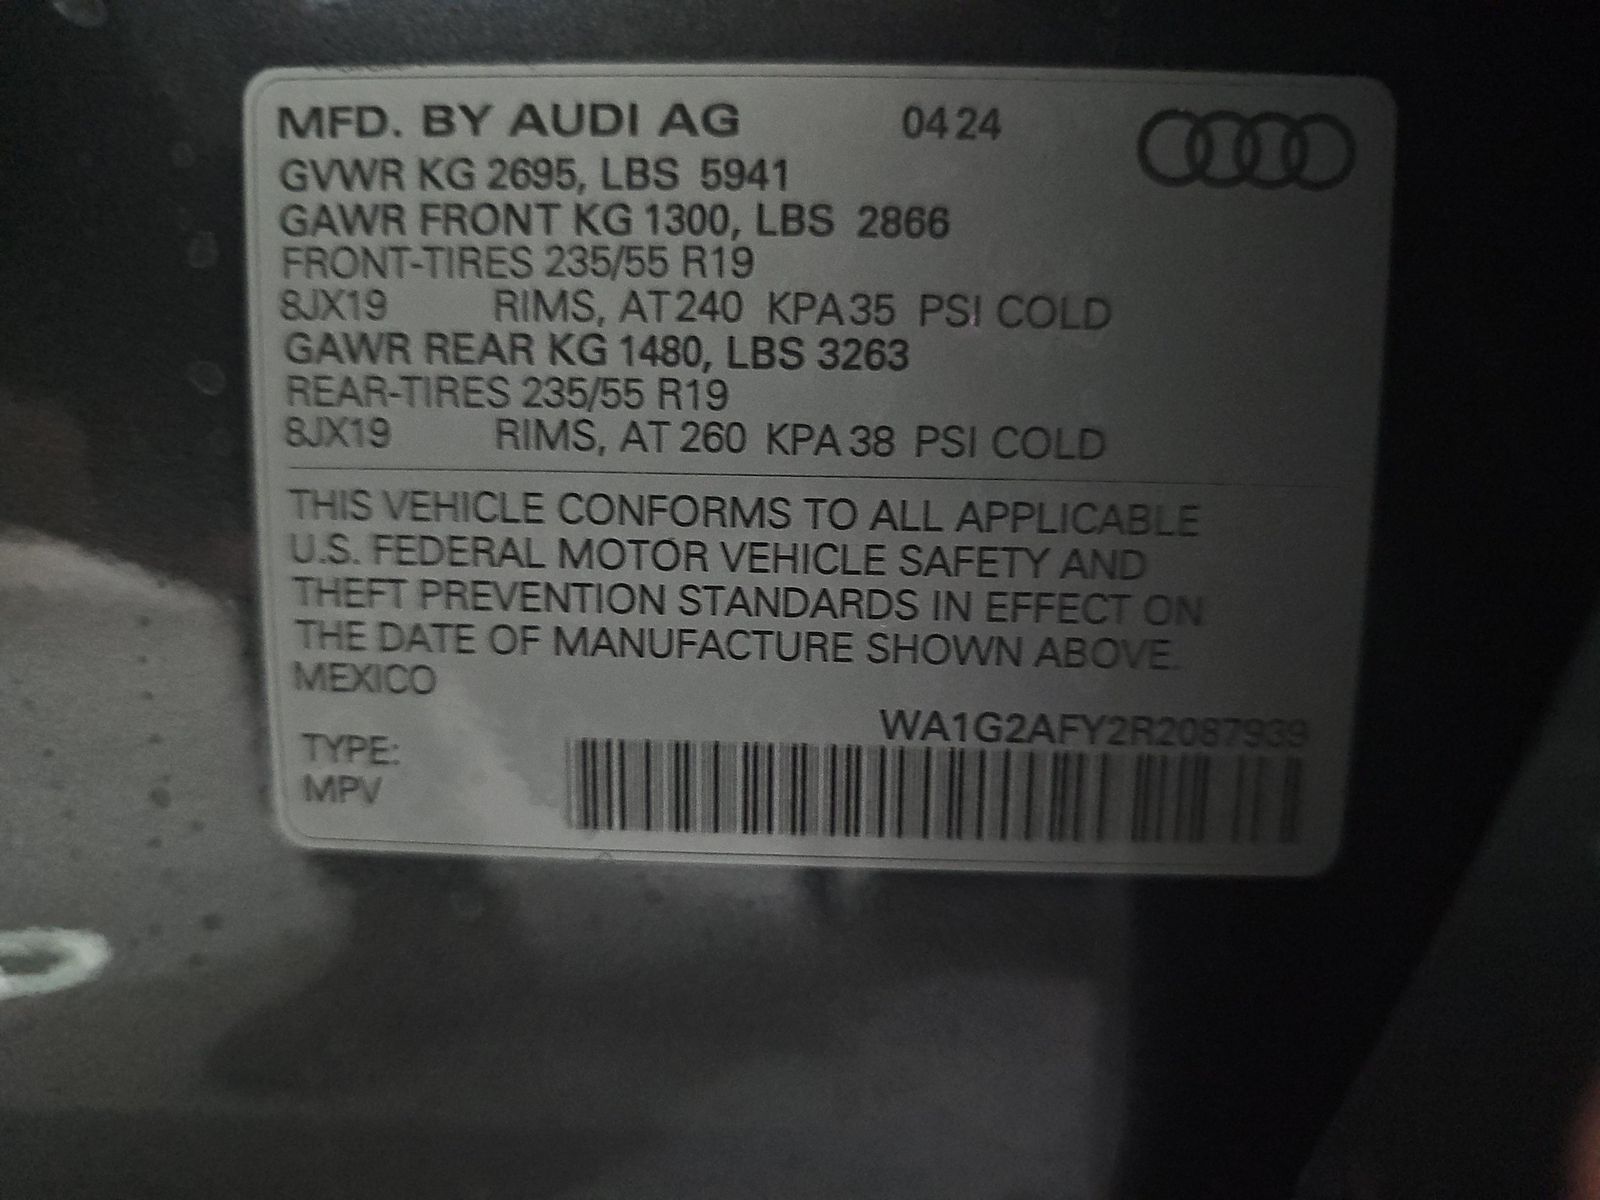 MFD. BY AUDI AG 0424
GVWR KG 2695, LBS 5941
GAWR FRONT KG 1300, LBS 2866
FRONT-TIRES 235/55 R19
8JX19 RIMS, AT 240 KPA 35 PSI COLD
GAWR REAR KG 1480, LBS 3263
REAR-TIRES 235/55 R19
8JX19 RIMS, AT 260 KPA 38 PSI COLD
THIS VEHICLE CONFORMS TO ALL APPLICABLE
U.S. FEDERAL MOTOR VEHICLE SAFETY AND
THEFT PREVENTION STANDARDS IN EFFECT ON
THE DATE OF MANUFACTURE SHOWN ABOVE.
MEXICO
WA1G2AFY2R2087939
TYPE:
MPV